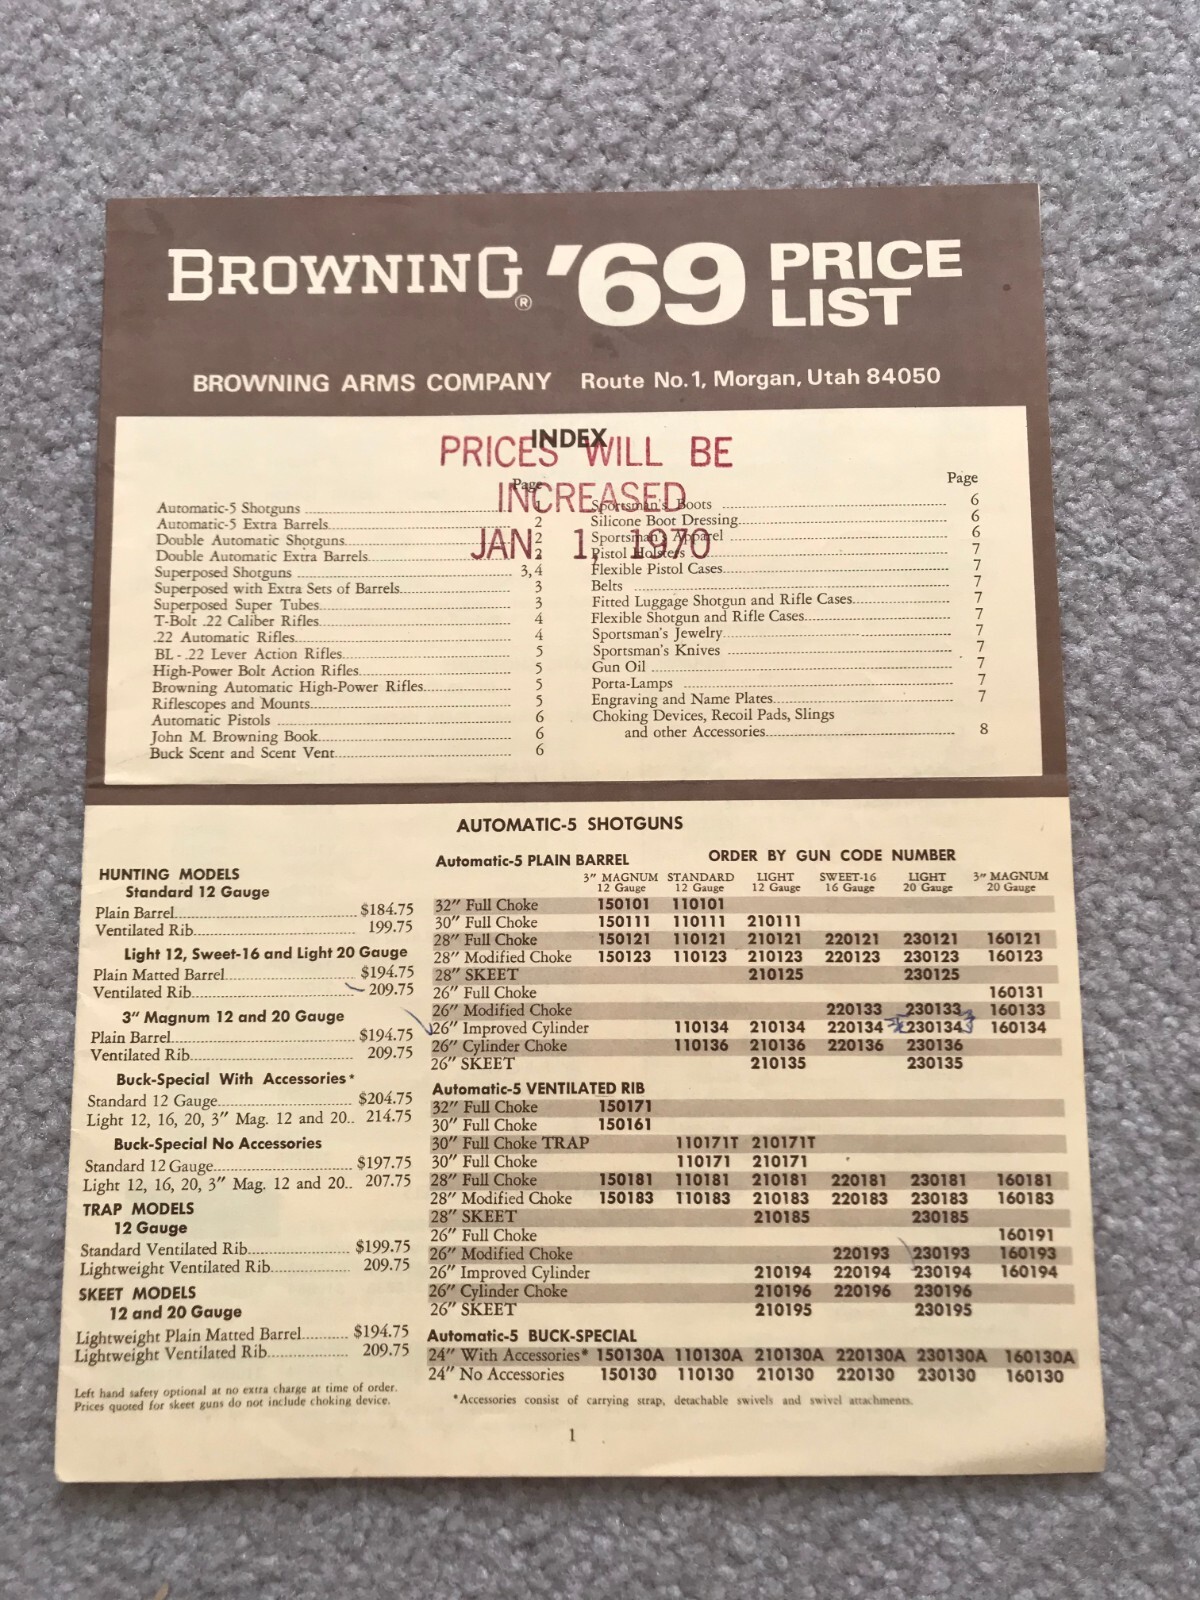 BROWNING® '69 PRICE LIST
BROWNING ARMS COMPANY Route No. 1, Morgan, Utah 84050
INDEX
PRICES WILL BE
INCREASED
JAN. 1, 1970
Page
Automatic-5 Shotguns 1
Automatic-5 Extra Barrels 2
Double Automatic Shotguns 2
Double Automatic Extra Barrels 2
Superposed Shotguns 3, 4
Superposed with Extra Sets of Barrels 3
Superposed Super Tubes 3
T-Bolt .22 Caliber Rifles 4
.22 Automatic Rifles 4
BL-.22 Lever Action Rifles 5
High-Power Bolt Action Rifles 5
Browning Automatic High-Power Rifles 5
Riflescopes and Mounts 5
Automatic Pistols 6
John M. Browning Book 6
Buck Scent and Scent Vent 6
Page
Sportsman's Boots 6
Silicone Boot Dressing 6
Sportsman's Apparel 6
Pistol Holsters 7
Flexible Pistol Cases 7
Belts 7
Fitted Luggage Shotgun and Rifle Cases 7
Flexible Shotgun and Rifle Cases 7
Sportsman's Jewelry 7
Sportsman's Knives 7
Gun Oil 7
Porta-Lamps 7
Engraving and Name Plates 7
Choking Devices, Recoil Pads, Slings
and other Accessories 8
AUTOMATIC-5 SHOTGUNS
HUNTING MODELS
Standard 12 Gauge
Plain Barrel $184.75
Ventilated Rib 199.75
Light 12, Sweet-16 and Light 20 Gauge
Plain Matted Barrel $194.75
Ventilated Rib 209.75
3" Magnum 12 and 20 Gauge
Plain Barrel $194.75
Ventilated Rib 209.75
Buck-Special With Accessories*
Standard 12 Gauge $204.75
Light 12, 16, 20, 3" Mag. 12 and 20.. 214.75
Buck-Special No Accessories
Standard 12 Gauge $197.75
Light 12, 16, 20, 3" Mag. 12 and 20.. 207.75
TRAP MODELS
12 Gauge
Standard Ventilated Rib $199.75
Lightweight Ventilated Rib 209.75
SKEET MODELS
12 and 20 Gauge
Lightweight Plain Matted Barrel $194.75
Lightweight Ventilated Rib 209.75
Left hand safety optional at no extra charge at time of order.
Prices quoted for skeet guns do not include choking device.
Automatic-5 PLAIN BARREL ORDER BY GUN CODE NUMBER
3" MAGNUM STANDARD LIGHT SWEET-16 LIGHT 3" MAGNUM
12 Gauge 12 Gauge 12 Gauge 16 Gauge 20 Gauge 20 Gauge
32" Full Choke 150101 110101
30" Full Choke 150111 110111 210111
28" Full Choke 150121 110121 210121 220121 230121 160121
28" Modified Choke 150123 110123 210123 220123 230123 160123
28" SKEET 210125 230125
26" Full Choke 160131
26" Modified Choke 220133 230133 160133
26" Improved Cylinder 110134 210134 220134 230134 160134
26" Cylinder Choke 110136 210136 220136 230136
26" SKEET 210135 230135
Automatic-5 VENTILATED RIB
32" Full Choke 150171
30" Full Choke 150161
30" Full Choke TRAP 110171T 210171T
30" Full Choke 110171 210171
28" Full Choke 150181 110181 210181 220181 230181 160181
28" Modified Choke 150183 110183 210183 220183 230183 160183
28" SKEET 210185 230185
26" Full Choke 160191
26" Modified Choke 220193 230193 160193
26" Improved Cylinder 210194 220194 230194 160194
26" Cylinder Choke 210196 220196 230196
26" SKEET 210195 230195
Automatic-5 BUCK-SPECIAL
24" With Accessories* 150130A 110130A 210130A 220130A 230130A 160130A
24" No Accessories 150130 110130 210130 220130 230130 160130
*Accessories consist of carrying strap, detachable swivels and swivel attachments.
1